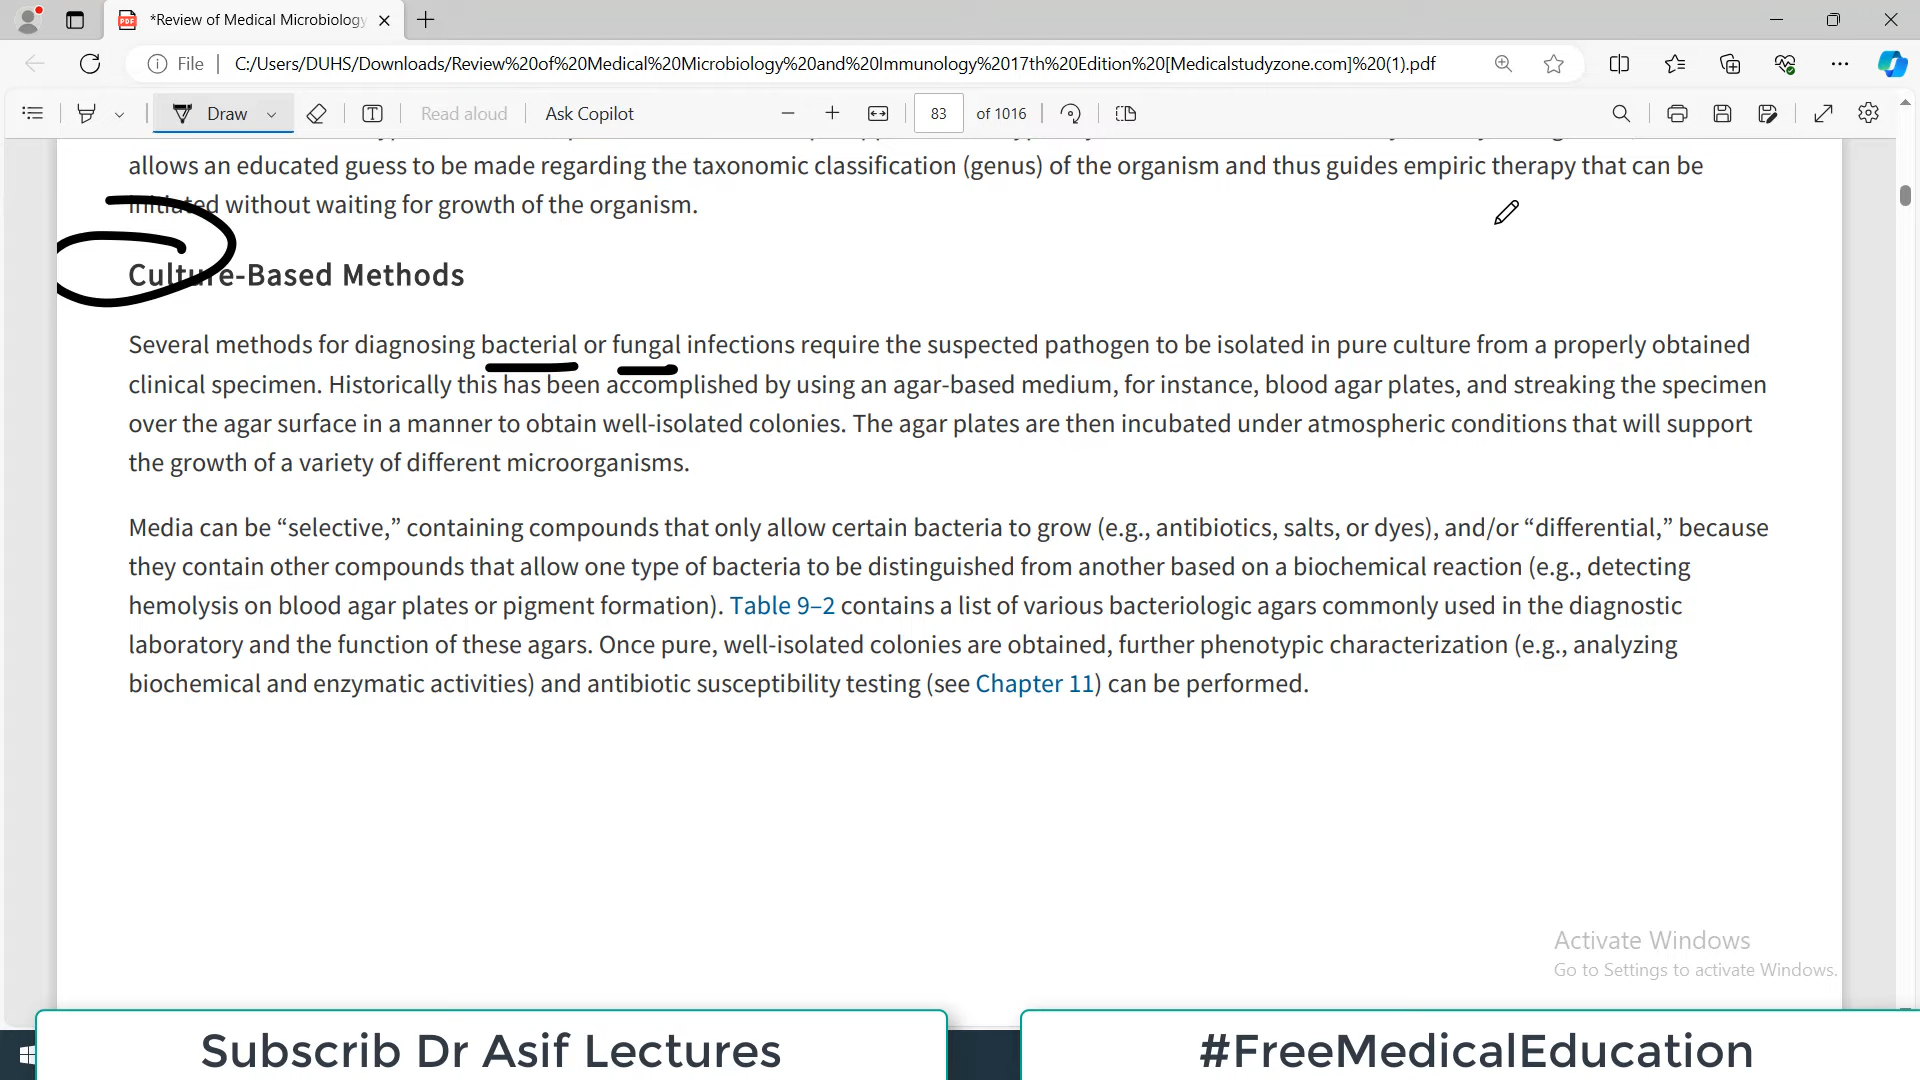 *Review of Medical Microbiology
File
C:/Users/DUHS/Downloads/Review%20of%20Medical%20Microbiology%20and%20Immunology%2017th%20Edition%20[Medicalstudyzone.com]%20(1).pdf
Draw
Read aloud
Ask Copilot
83 of 1016
allows an educated guess to be made regarding the taxonomic classification (genus) of the organism and thus guides empiric therapy that can be
initiated without waiting for growth of the organism.
Culture-Based Methods
Several methods for diagnosing bacterial or fungal infections require the suspected pathogen to be isolated in pure culture from a properly obtained
clinical specimen. Historically this has been accomplished by using an agar-based medium, for instance, blood agar plates, and streaking the specimen
over the agar surface in a manner to obtain well-isolated colonies. The agar plates are then incubated under atmospheric conditions that will support
the growth of a variety of different microorganisms.
Media can be “selective,” containing compounds that only allow certain bacteria to grow (e.g., antibiotics, salts, or dyes), and/or “differential,” because
they contain other compounds that allow one type of bacteria to be distinguished from another based on a biochemical reaction (e.g., detecting
hemolysis on blood agar plates or pigment formation). Table 9–2 contains a list of various bacteriologic agars commonly used in the diagnostic
laboratory and the function of these agars. Once pure, well-isolated colonies are obtained, further phenotypic characterization (e.g., analyzing
biochemical and enzymatic activities) and antibiotic susceptibility testing (see Chapter 11) can be performed.
Activate Windows
Go to Settings to activate Windows.
Subscrib Dr Asif Lectures
#FreeMedicalEducation